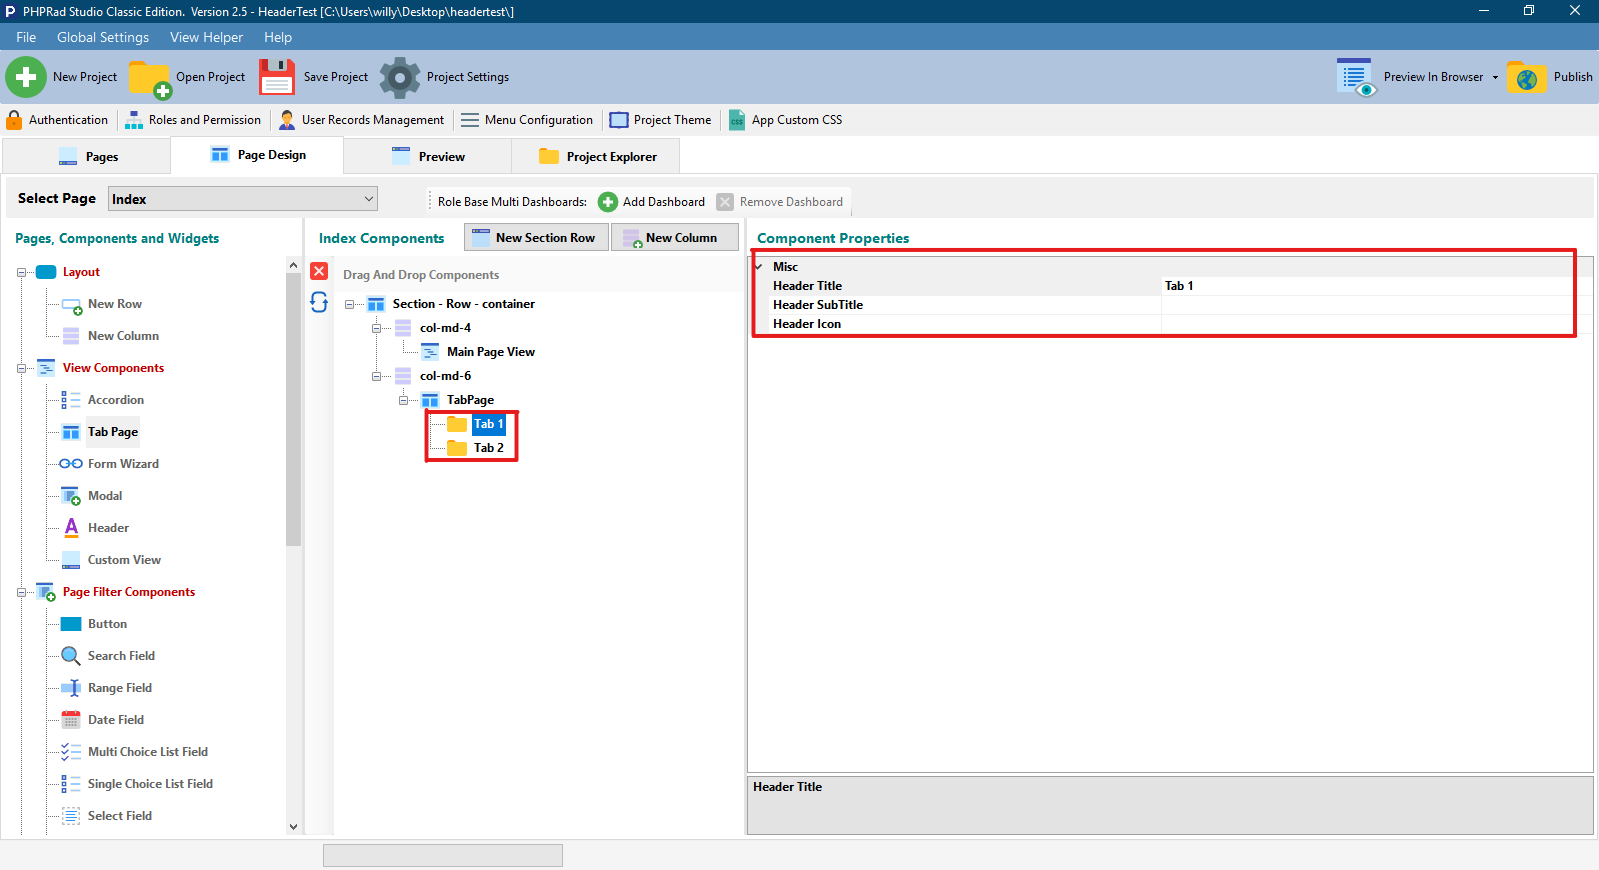 PHPRad Studio Classic Edition.  Version 2.5 - HeaderTest [C:\Users\willy\Desktop\headertest\]
File Global Settings View Helper Help
New Project Open Project Save Project Project Settings Preview In Browser Publish
Authentication Roles and Permission User Records Management Menu Configuration Project Theme App Custom CSS
Pages Page Design Preview Project Explorer
Select Page Index Role Base Multi Dashboards: Add Dashboard Remove Dashboard
Pages, Components and Widgets
Layout
New Row
New Column
View Components
Accordion
Tab Page
Form Wizard
Modal
Header
Custom View
Page Filter Components
Button
Search Field
Range Field
Date Field
Multi Choice List Field
Single Choice List Field
Select Field
Index Components New Section Row New Column
Drag And Drop Components
Section - Row - container
col-md-4
Main Page View
col-md-6
TabPage
Tab 1
Tab 2
Component Properties
Misc
Header Title Tab 1
Header SubTitle
Header Icon
Header Title